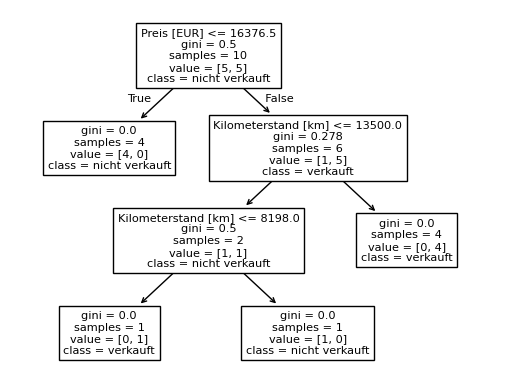 Preis [EUR] <= 16376.5
gini = 0.5
samples = 10
value = [5, 5]
class = nicht verkauft
True
False
gini = 0.0
samples = 4
value = [4, 0]
class = nicht verkauft
Kilometerstand [km] <= 13500.0
gini = 0.278
samples = 6
value = [1, 5]
class = verkauft
Kilometerstand [km] <= 8198.0
gini = 0.5
samples = 2
value = [1, 1]
class = nicht verkauft
gini = 0.0
samples = 4
value = [0, 4]
class = verkauft
gini = 0.0
samples = 1
value = [0, 1]
class = verkauft
gini = 0.0
samples = 1
value = [1, 0]
class = nicht verkauft